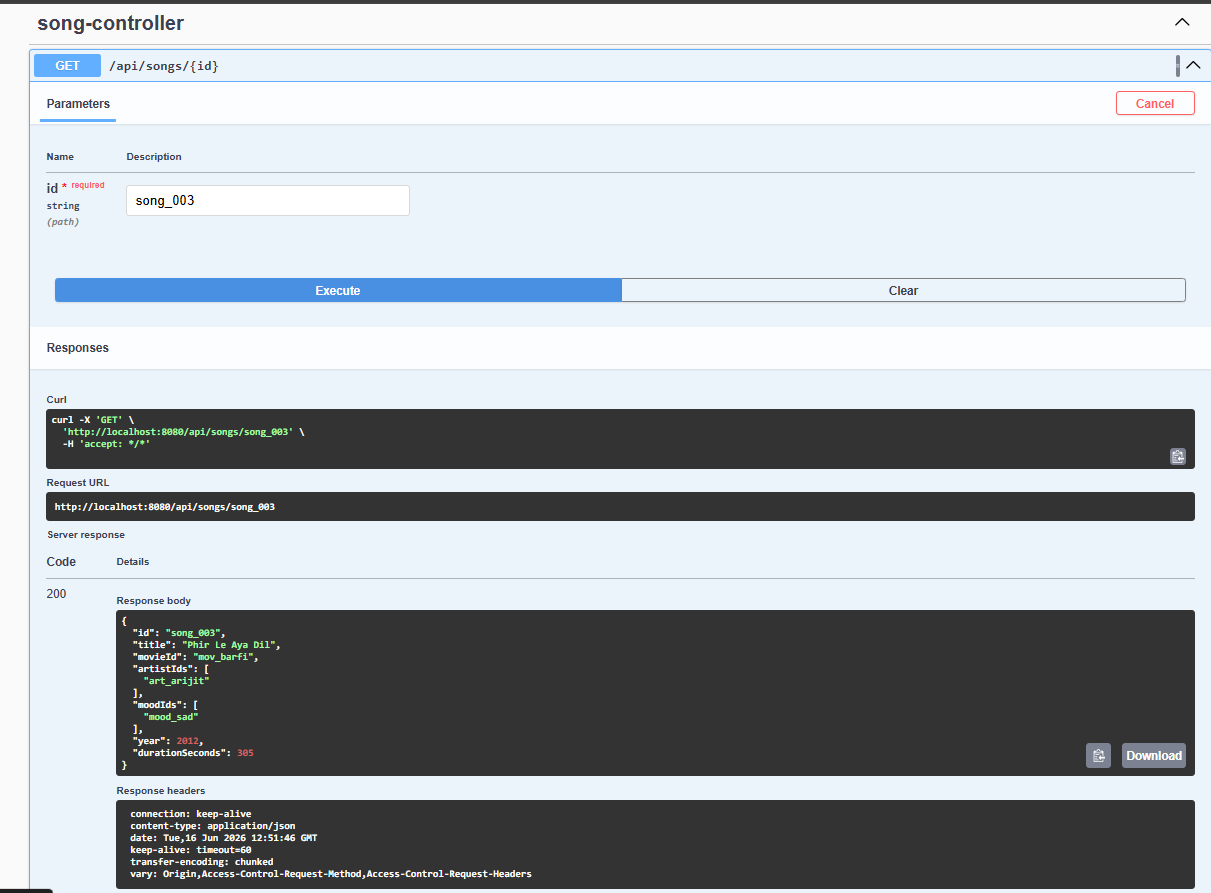 song-controller
GET /api/songs/{id}
Parameters
Cancel
Name Description
id * required
string
(path)
song_003
Execute Clear
Responses
Curl
curl -X 'GET' \
  'http://localhost:8080/api/songs/song_003' \
  -H 'accept: */*'
Request URL
http://localhost:8080/api/songs/song_003
Server response
Code Details
200
Response body
{
  "id": "song_003",
  "title": "Phir Le Aya Dil",
  "movieId": "mov_barfi",
  "artistIds": [
    "art_arijit"
  ],
  "moodIds": [
    "mood_sad"
  ],
  "year": 2012,
  "durationSeconds": 305
}
Download
Response headers
connection: keep-alive
content-type: application/json
date: Tue,16 Jun 2026 12:51:46 GMT
keep-alive: timeout=60
transfer-encoding: chunked
vary: Origin,Access-Control-Request-Method,Access-Control-Request-Headers